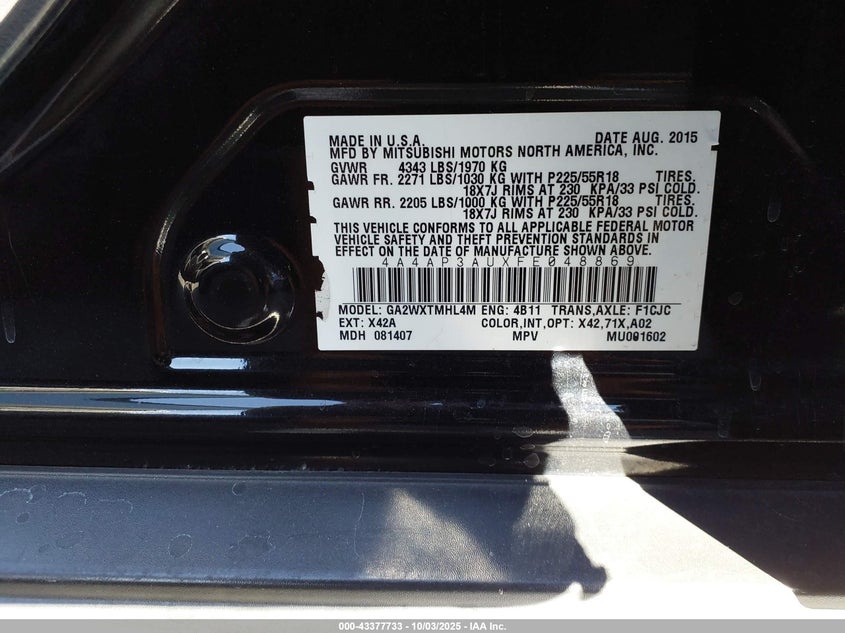 MADE IN U.S.A. DATE AUG. 2015
MFD BY MITSUBISHI MOTORS NORTH AMERICA, INC.
GVWR 4343 LBS/1970 KG
GAWR FR. 2271 LBS/1030 KG WITH P225/55R18 TIRES.
18X7J RIMS AT 230 KPA/33 PSI COLD.
GAWR RR. 2205 LBS/1000 KG WITH P225/55R18 TIRES.
18X7J RIMS AT 230 KPA/33 PSI COLD.
THIS VEHICLE CONFORMS TO ALL APPLICABLE FEDERAL MOTOR
VEHICLE SAFETY AND THEFT PREVENTION STANDARDS IN
EFFECT ON THE DATE OF MANUFACTURE SHOWN ABOVE.
4A4AP3AUXFE048869
MODEL: GA2WXTMHL4M ENG: 4B11 TRANS,AXLE: F1CJC
EXT: X42A COLOR,INT,OPT: X42,71X,A02
MDH 081407 MPV MU001602
000-43377733 - 10/03/2025 - IAA Inc.